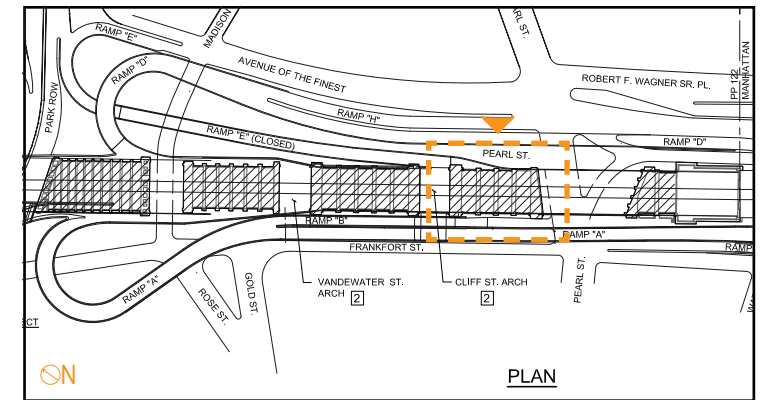 RAMP "E"
MADISON
RL ST.
RAMP "D"
AVENUE OF THE FINEST
ROBERT F. WAGNER SR. PL.
PP 122
MANHATTAN
PARK ROW
RAMP "H"
RAMP "E" (CLOSED)
RAMP "D"
PEARL ST.
RAMP "B"
RAMP "A"
FRANKFORT ST.
RAMP
RAMP "A"
ROSE ST.
GOLD ST.
VANDEWATER ST.
ARCH 2
CLIFF ST. ARCH
2
PEARL ST.
CT
N
PLAN